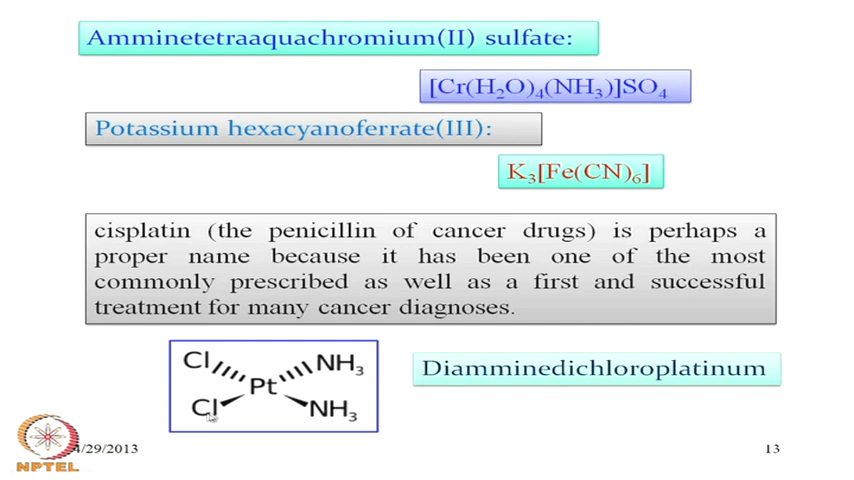 Amminetetraaquachromium(II) sulfate:
[Cr(H₂O)₄(NH₃)]SO₄
Potassium hexacyanoferrate(III):
K₃[Fe(CN)₆]
cisplatin (the penicillin of cancer drugs) is perhaps a
proper name because it has been one of the most
commonly prescribed as well as a first and successful
treatment for many cancer diagnoses.
Cl NH₃
Pt
Cl NH₃
Diamminedichloroplatinum
4/29/2013
13
NPTEL